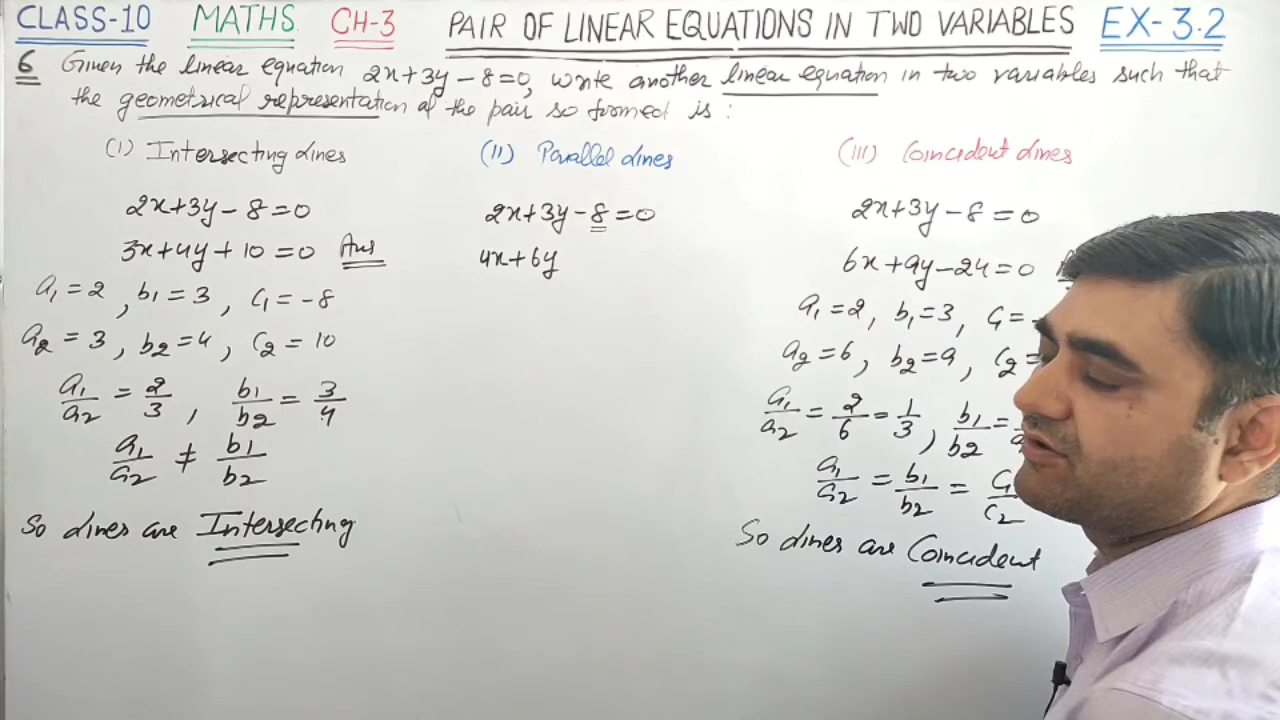 CLASS-10 MATHS CH-3 PAIR OF LINEAR EQUATIONS IN TWO VARIABLES EX-3.2
6 Given the linear equation 2x+3y-8=0, write another linear equation in two variables such that
the geometrical representation of the pair so formed is :
(I) Intersecting Lines
2x+3y-8=0
3x+4y+10=0 Ans
a₁=2, b₁=3, c₁=-8
a₂=3, b₂=4, c₂=10
a₁/a₂ = 2/3, b₁/b₂ = 3/4
a₁/a₂ ≠ b₁/b₂
So Lines are Intersecting
(II) Parallel Lines
2x+3y-8=0
4x+6y
(III) Coincident Lines
2x+3y-8=0
6x+9y-24=0
a₁=2, b₁=3, c₁=
a₂=6, b₂=9, c₂=
a₁/a₂ = 2/6 = 1/3, b₁/b₂ =
a₁/a₂ = b₁/b₂ = c₁/c₂
So Lines are Coincident